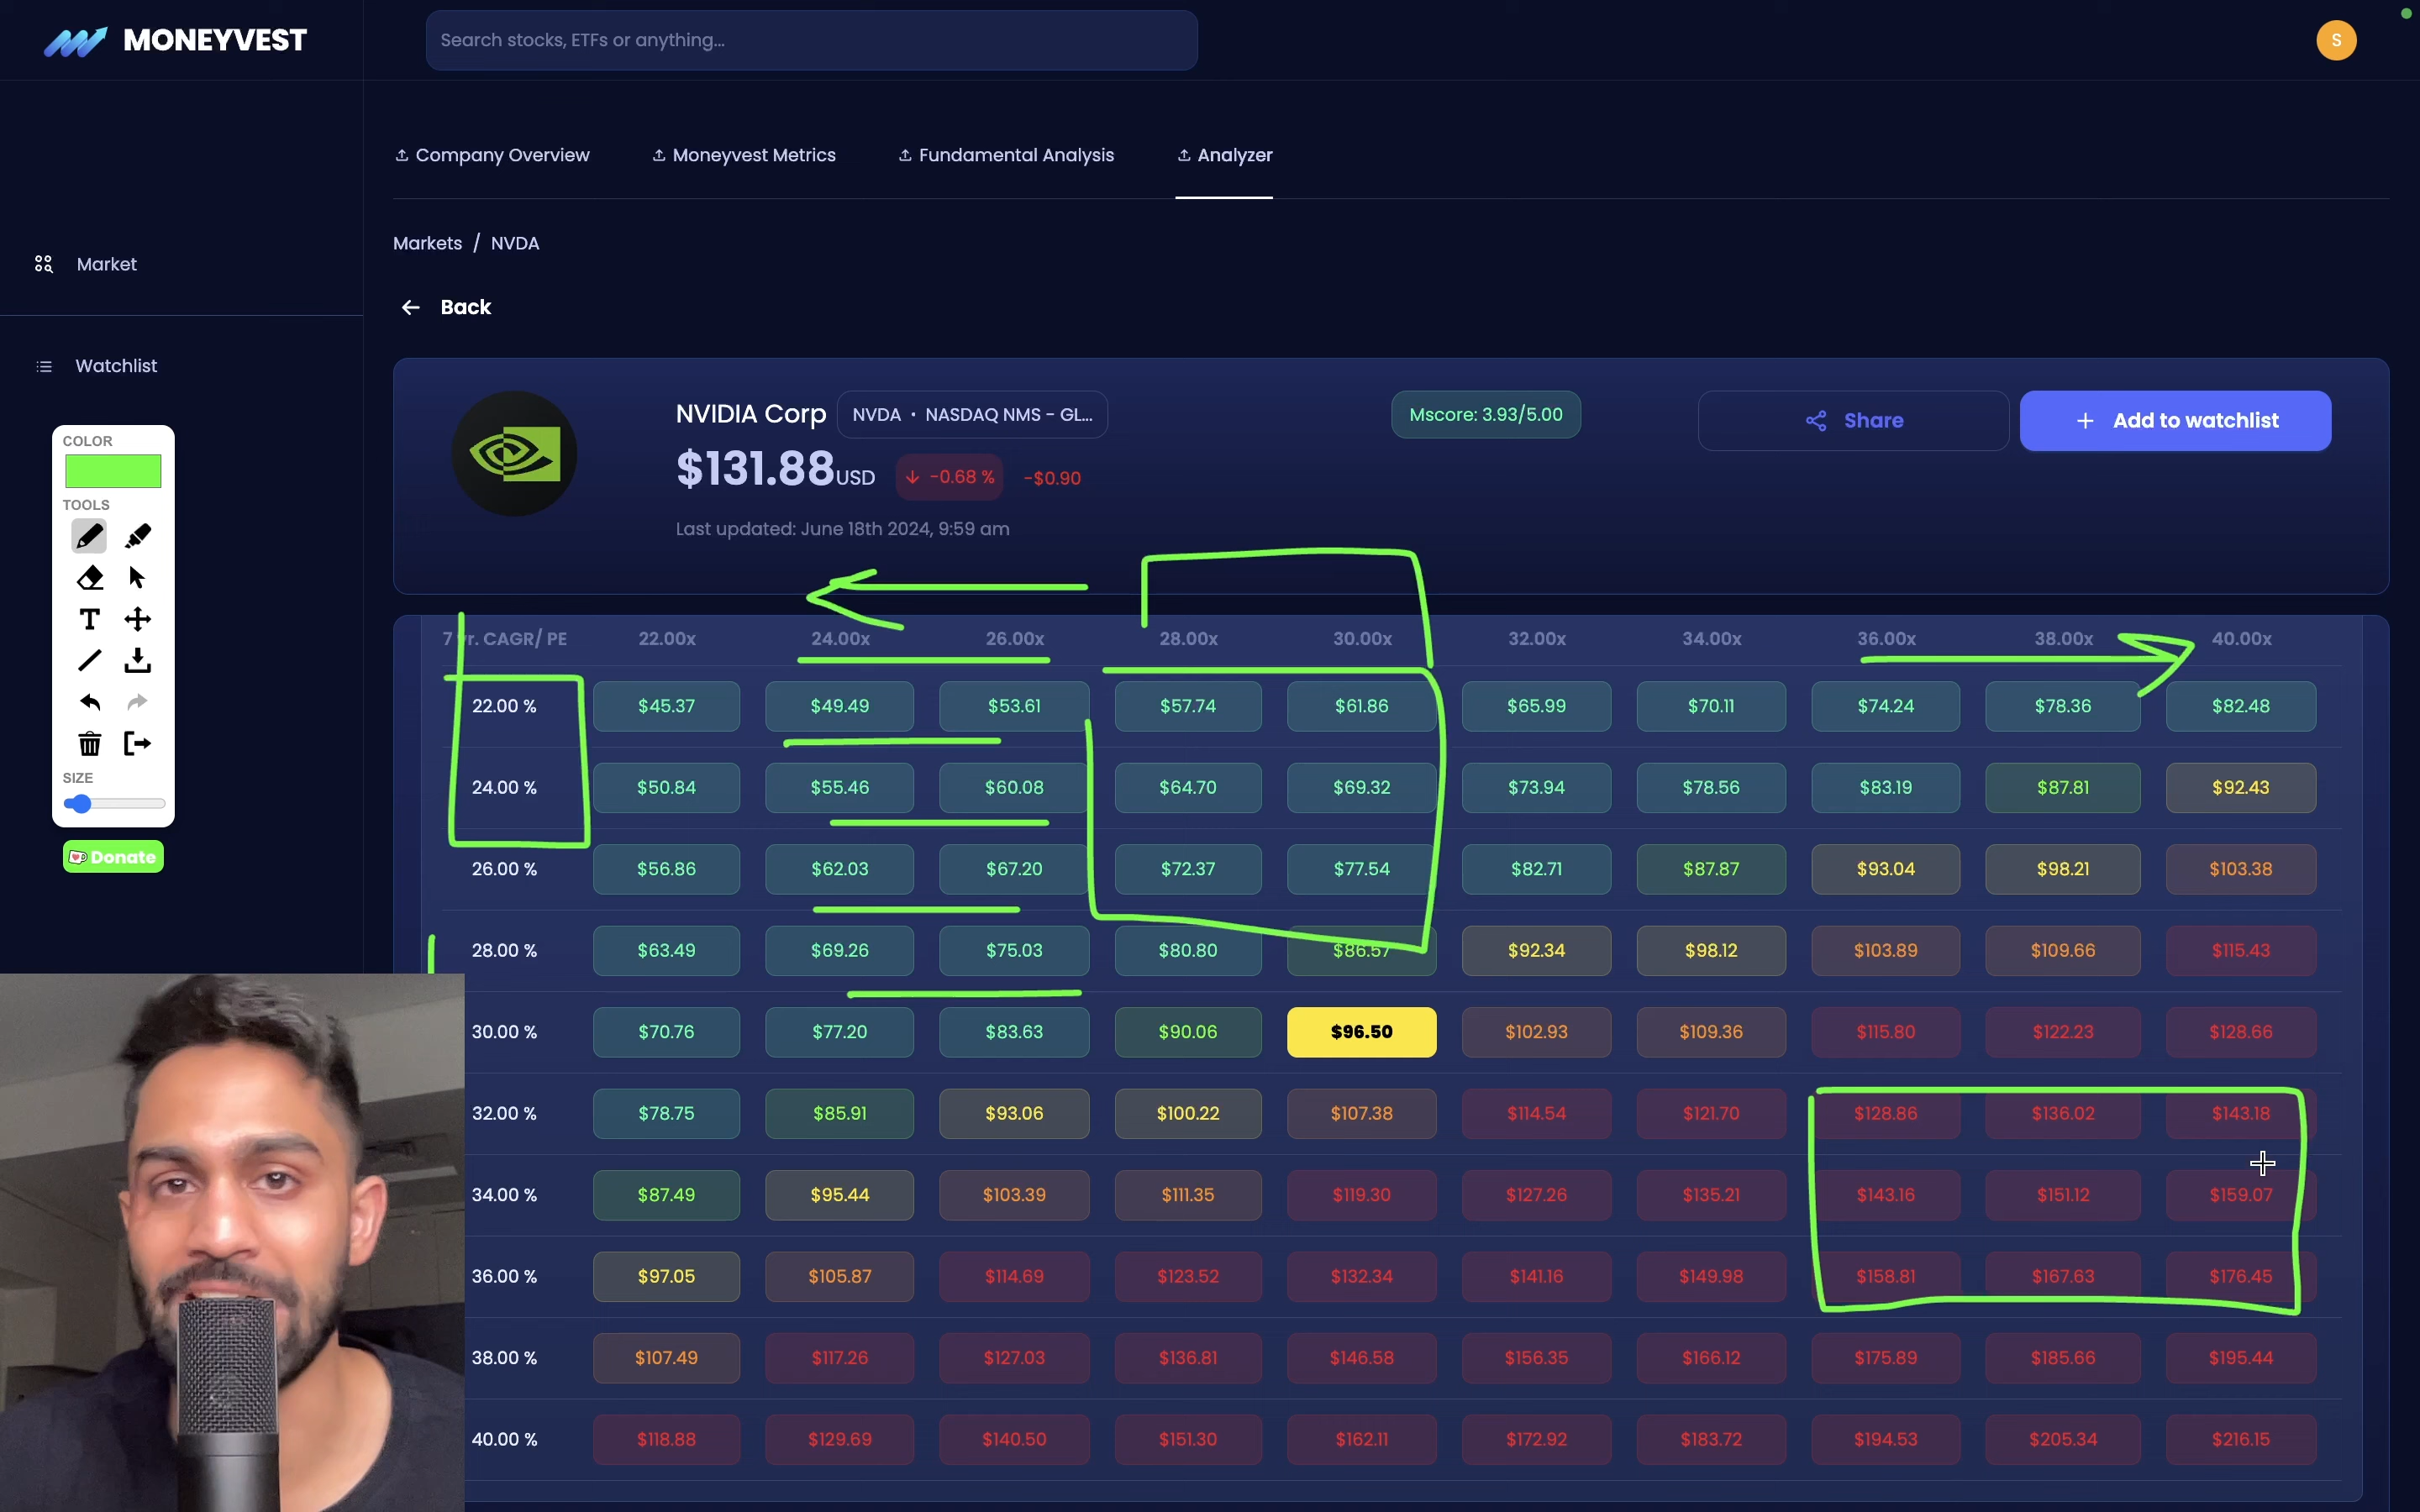 MONEYVEST
Search stocks, ETFs or anything...
S
Company Overview
Moneyvest Metrics
Fundamental Analysis
Analyzer
Markets / NVDA
Market
Back
Watchlist
NVIDIA Corp
NVDA • NASDAQ NMS - GL...
Mscore: 3.93/5.00
Share
Add to watchlist
$131.88USD
-0.68 %
-$0.90
Last updated: June 18th 2024, 9:59 am
COLOR
TOOLS
T
SIZE
Donate
7 yr. CAGR/ PE 22.00x 24.00x 26.00x 28.00x 30.00x 32.00x 34.00x 36.00x 38.00x 40.00x
22.00 % $45.37 $49.49 $53.61 $57.74 $61.86 $65.99 $70.11 $74.24 $78.36 $82.48
24.00 % $50.84 $55.46 $60.08 $64.70 $69.32 $73.94 $78.56 $83.19 $87.81 $92.43
26.00 % $56.86 $62.03 $67.20 $72.37 $77.54 $82.71 $87.87 $93.04 $98.21 $103.38
28.00 % $63.49 $69.26 $75.03 $80.80 $86.57 $92.34 $98.12 $103.89 $109.66 $115.43
30.00 % $70.76 $77.20 $83.63 $90.06 $96.50 $102.93 $109.36 $115.80 $122.23 $128.66
32.00 % $78.75 $85.91 $93.06 $100.22 $107.38 $114.54 $121.70 $128.86 $136.02 $143.18
34.00 % $87.49 $95.44 $103.39 $111.35 $119.30 $127.26 $135.21 $143.16 $151.12 $159.07
36.00 % $97.05 $105.87 $114.69 $123.52 $132.34 $141.16 $149.98 $158.81 $167.63 $176.45
38.00 % $107.49 $117.26 $127.03 $136.81 $146.58 $156.35 $166.12 $175.89 $185.66 $195.44
40.00 % $118.88 $129.69 $140.50 $151.30 $162.11 $172.92 $183.72 $194.53 $205.34 $216.15